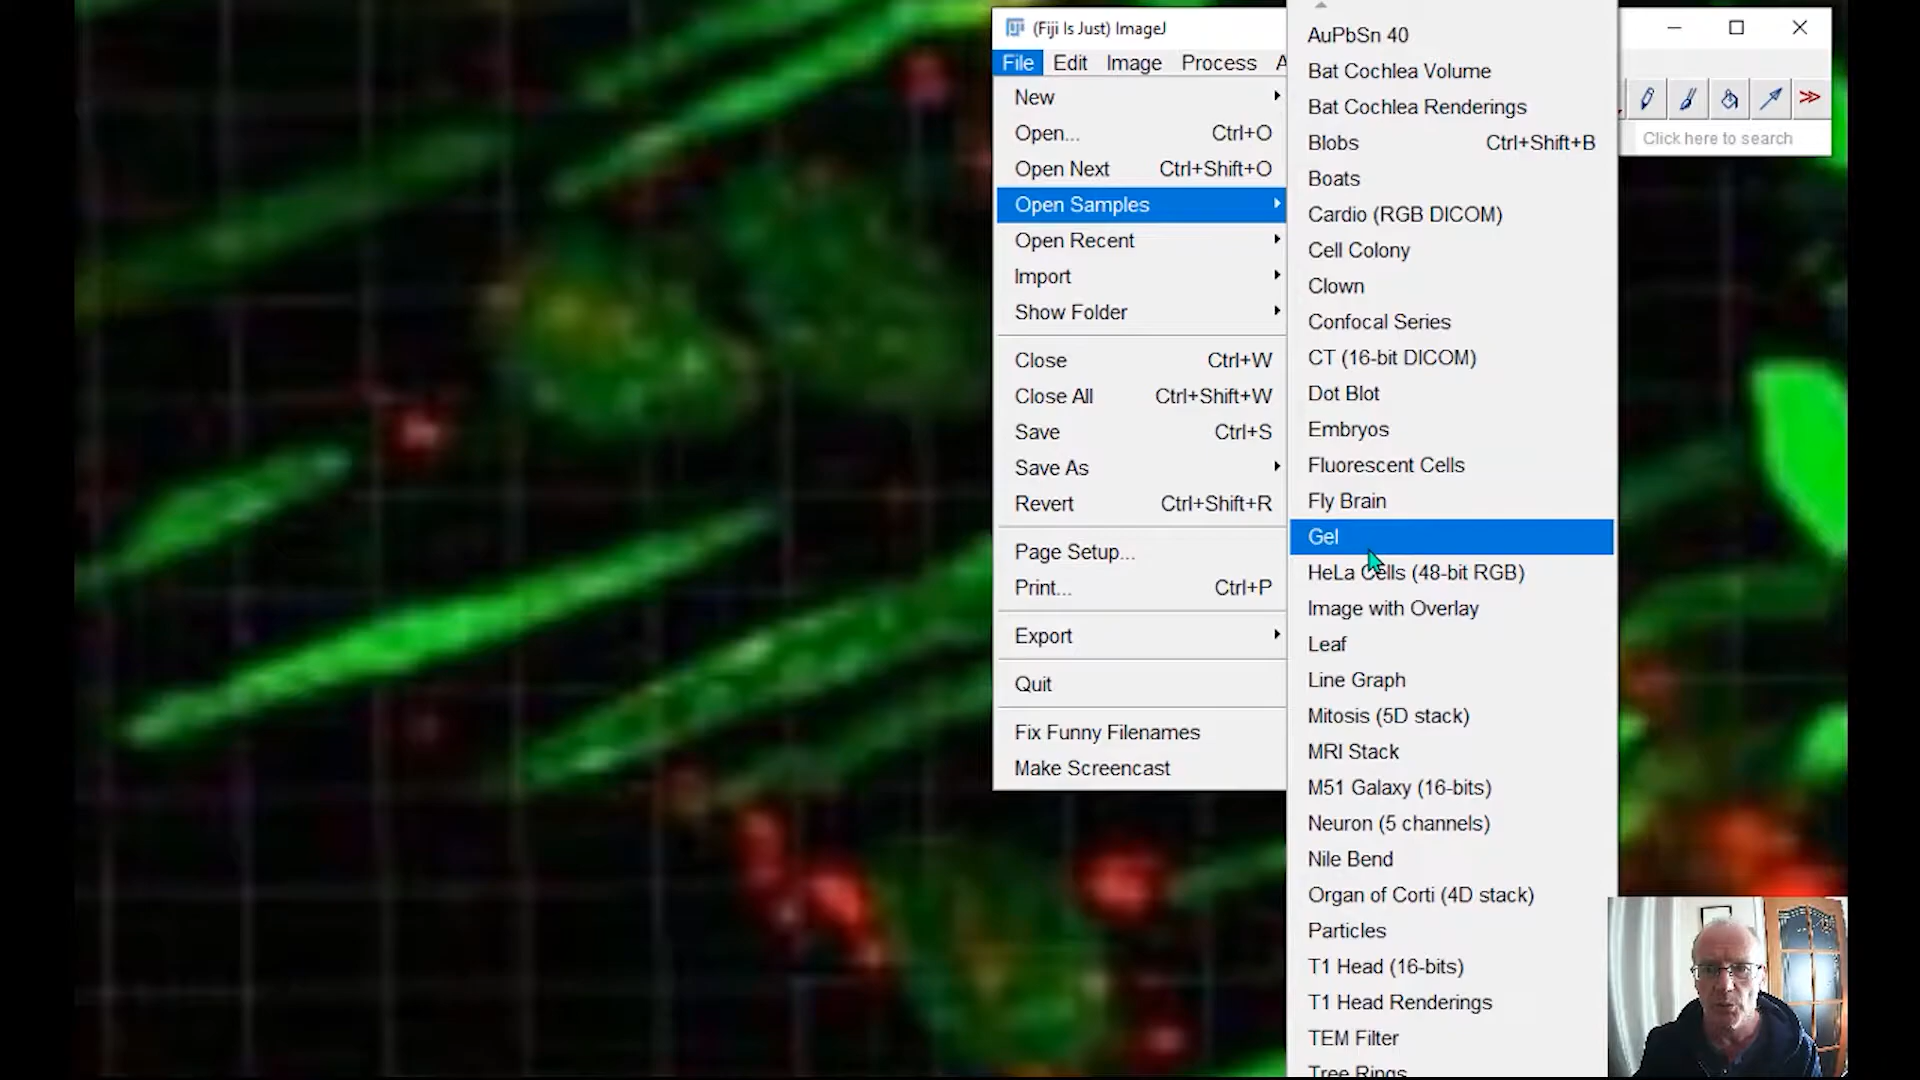 (Fiji Is Just) ImageJ
File Edit Image Process A
Click here to search
New
Open... Ctrl+O
Open Next Ctrl+Shift+O
Open Samples
Open Recent
Import
Show Folder
Close Ctrl+W
Close All Ctrl+Shift+W
Save Ctrl+S
Save As
Revert Ctrl+Shift+R
Page Setup...
Print... Ctrl+P
Export
Quit
Fix Funny Filenames
Make Screencast
AuPbSn 40
Bat Cochlea Volume
Bat Cochlea Renderings
Blobs Ctrl+Shift+B
Boats
Cardio (RGB DICOM)
Cell Colony
Clown
Confocal Series
CT (16-bit DICOM)
Dot Blot
Embryos
Fluorescent Cells
Fly Brain
Gel
HeLa Cells (48-bit RGB)
Image with Overlay
Leaf
Line Graph
Mitosis (5D stack)
MRI Stack
M51 Galaxy (16-bits)
Neuron (5 channels)
Nile Bend
Organ of Corti (4D stack)
Particles
T1 Head (16-bits)
T1 Head Renderings
TEM Filter
Tree Rings